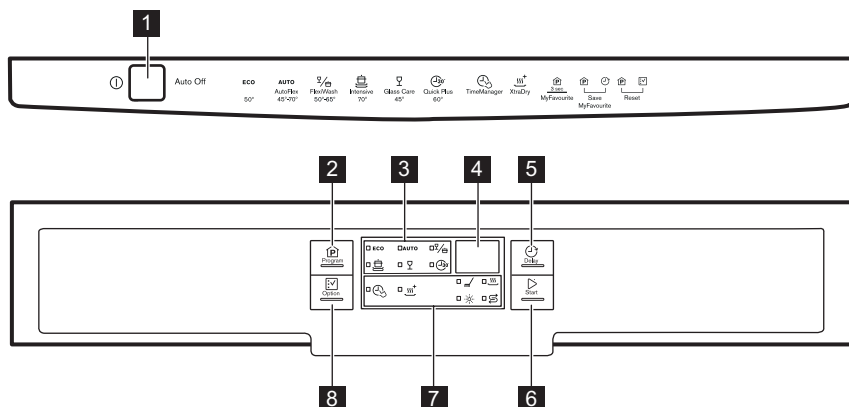 1
Auto Off
ECO
50°
AUTO
AutoFlex
45°-70°
FlexiWash
50°-65°
Intensive
70°
Glass Care
45°
30'
Quick Plus
60°
TimeManager
XtraDry
P
3 sec
MyFavourite
P
Save
MyFavourite
P
Reset
2
3
4
5
P
Program
ECO
AUTO
30'
Delay
Option
Start
8
7
6